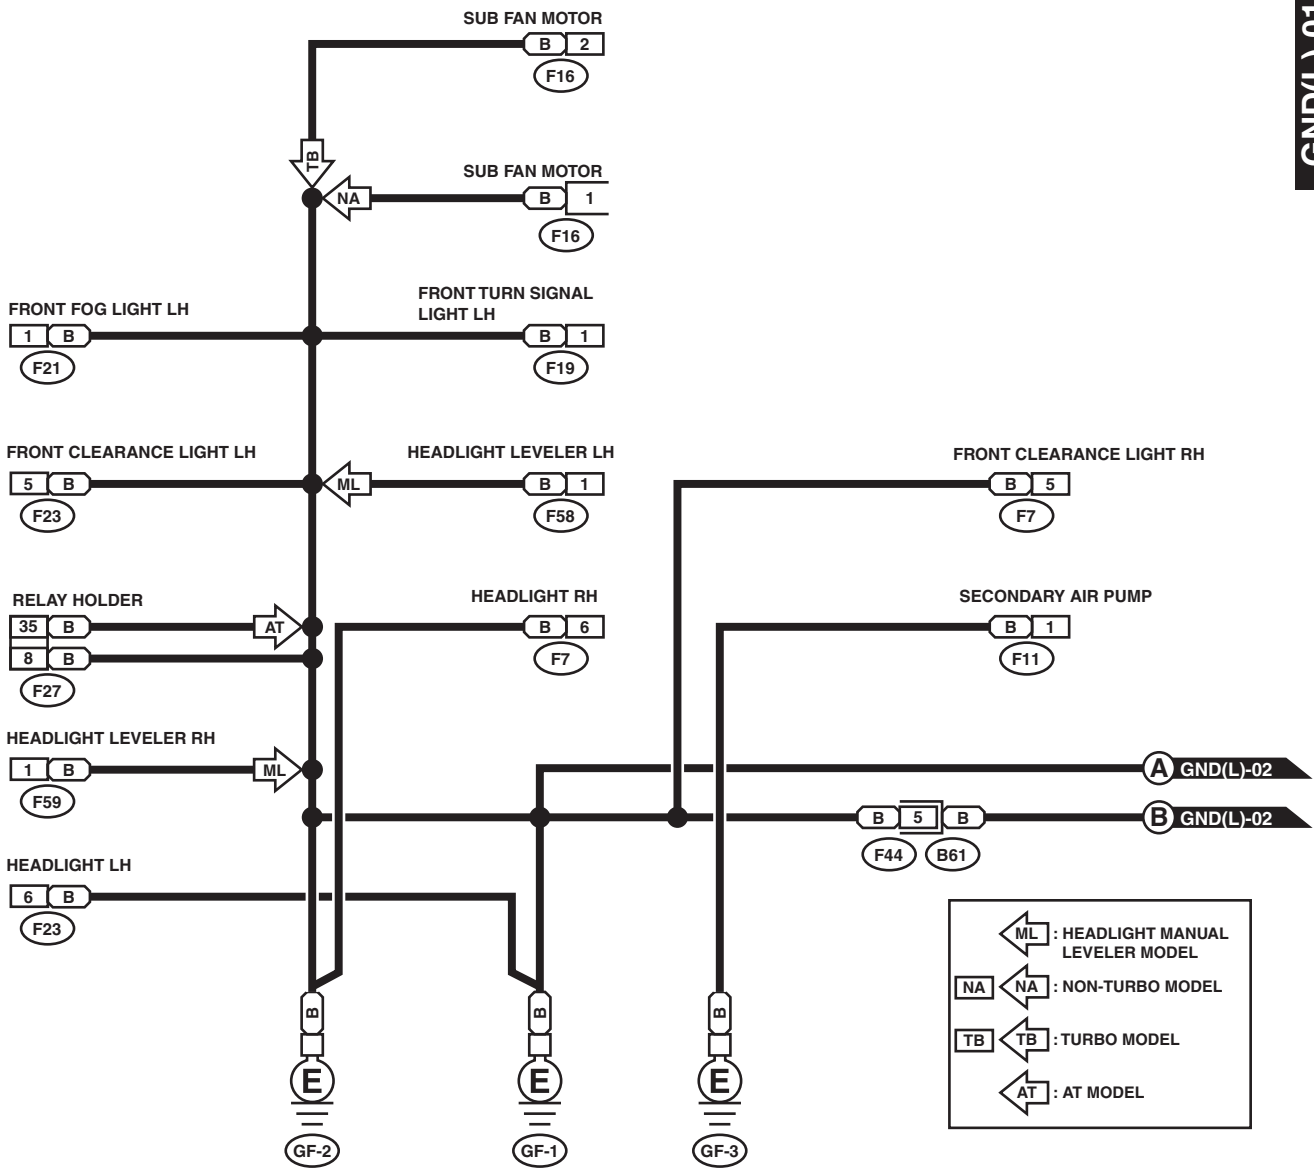 GND(L)-01
SUB FAN MOTOR
B 2
F16
TB
SUB FAN MOTOR
NA B 1
F16
FRONT FOG LIGHT LH
1 B
F21
FRONT TURN SIGNAL
LIGHT LH
B 1
F19
FRONT CLEARANCE LIGHT LH
5 B
F23
HEADLIGHT LEVELER LH
ML B 1
F58
FRONT CLEARANCE LIGHT RH
B 5
F7
RELAY HOLDER
35 B AT
8 B
F27
HEADLIGHT RH
B 6
F7
SECONDARY AIR PUMP
B 1
F11
HEADLIGHT LEVELER RH
1 B ML
F59
A GND(L)-02
B 5 B B GND(L)-02
F44 B61
HEADLIGHT LH
6 B
F23
B B B
E E E
GF-2 GF-1 GF-3
ML : HEADLIGHT MANUAL
LEVELER MODEL
NA NA : NON-TURBO MODEL
TB TB : TURBO MODEL
AT : AT MODEL